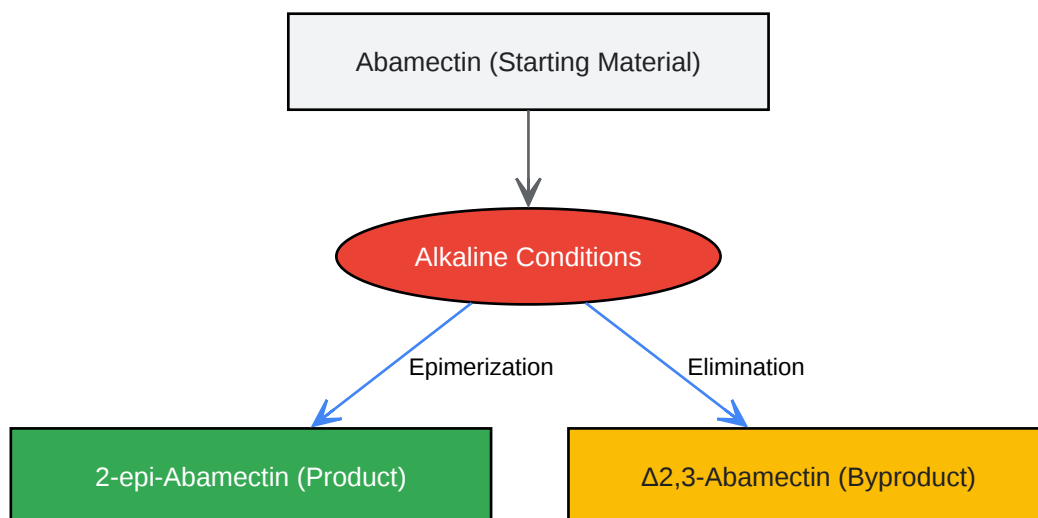 Abamectin (Starting Material)
Alkaline Conditions
Epimerization
Elimination
2-epi-Abamectin (Product)
Δ2,3-Abamectin (Byproduct)